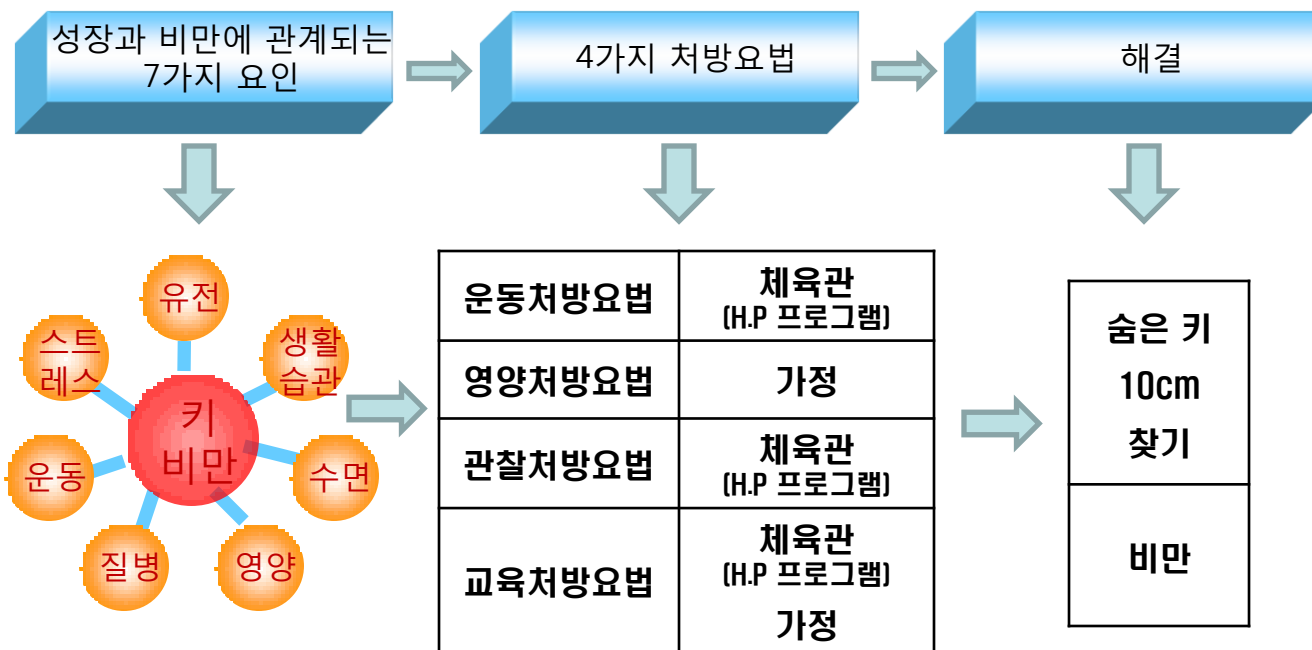 성장과 비만에 관계되는
7가지 요인
4가지 처방요법
해결
유전
스트
레스
생활
습관
키
비만
운동
수면
질병
영양
운동처방요법
체육관
(H.P 프로그램)
영양처방요법
가정
관찰처방요법
체육관
(H.P 프로그램)
교육처방요법
체육관
(H.P 프로그램)
가정
숨은 키
10cm
찾기
비만